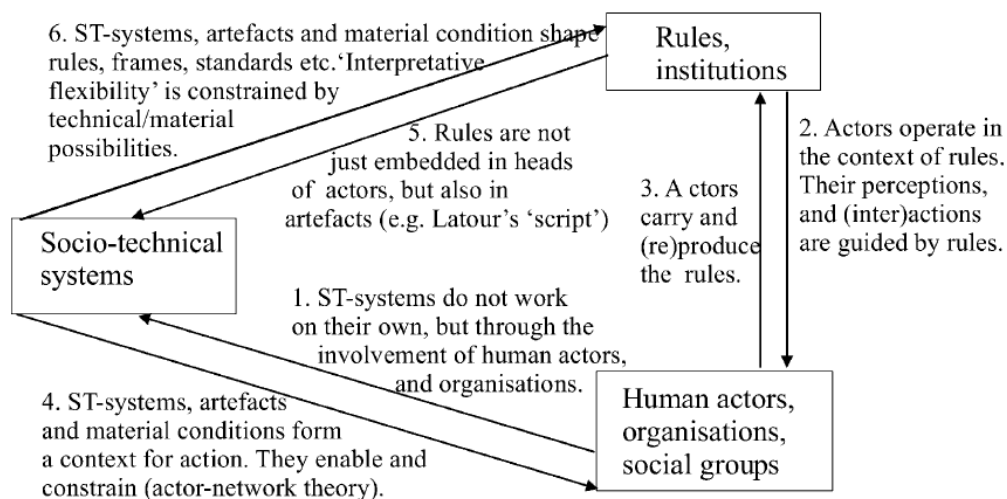 6. ST-systems, artefacts and material condition shape
rules, frames, standards etc.‘Interpretative
flexibility’ is constrained by
technical/material
possibilities.
Rules,
institutions
5. Rules are not
just embedded in heads
of actors, but also in
artefacts (e.g. Latour’s ‘script’)
3. A ctors
carry and
(re)produce
the rules.
2. Actors operate in
the context of rules.
Their perceptions,
and (inter)actions
are guided by rules.
Socio-technical
systems
1. ST-systems do not work
on their own, but through the
involvement of human actors,
and organisations.
4. ST-systems, artefacts
and material conditions form
a context for action. They enable and
constrain (actor-network theory).
Human actors,
organisations,
social groups